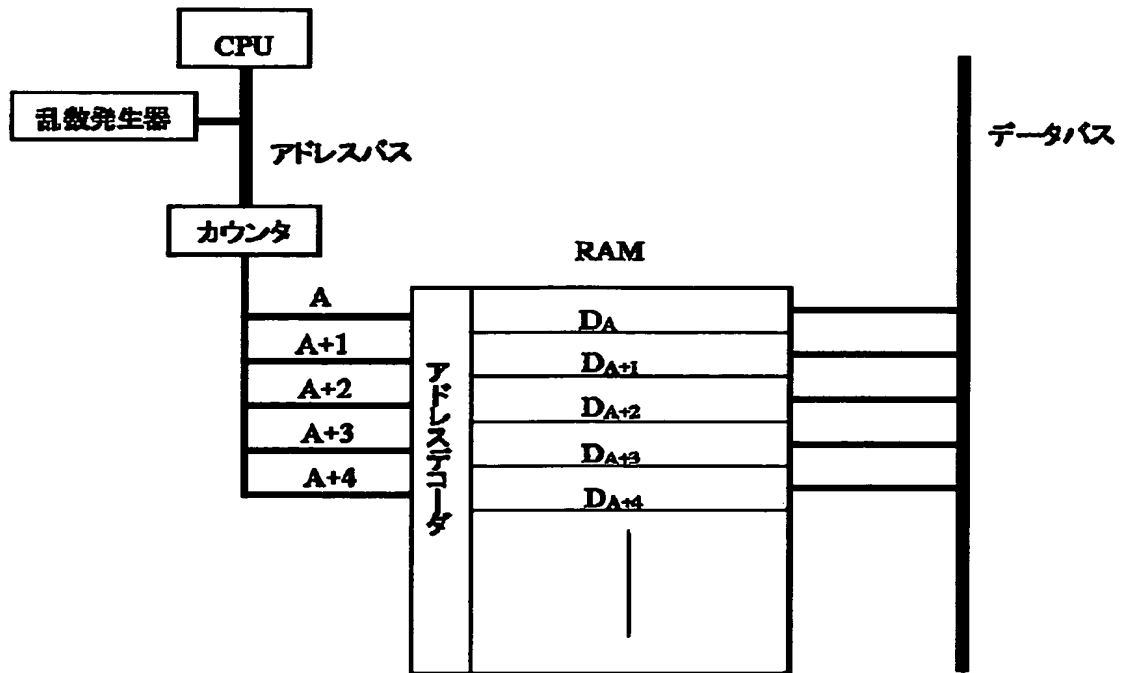 CPU
乱数発生器
アドレスバス
データバス
カウンタ
RAM
A
A+1
A+2
A+3
A+4
アドレスデコーダ
DA
DA+1
DA+2
DA+3
DA+4